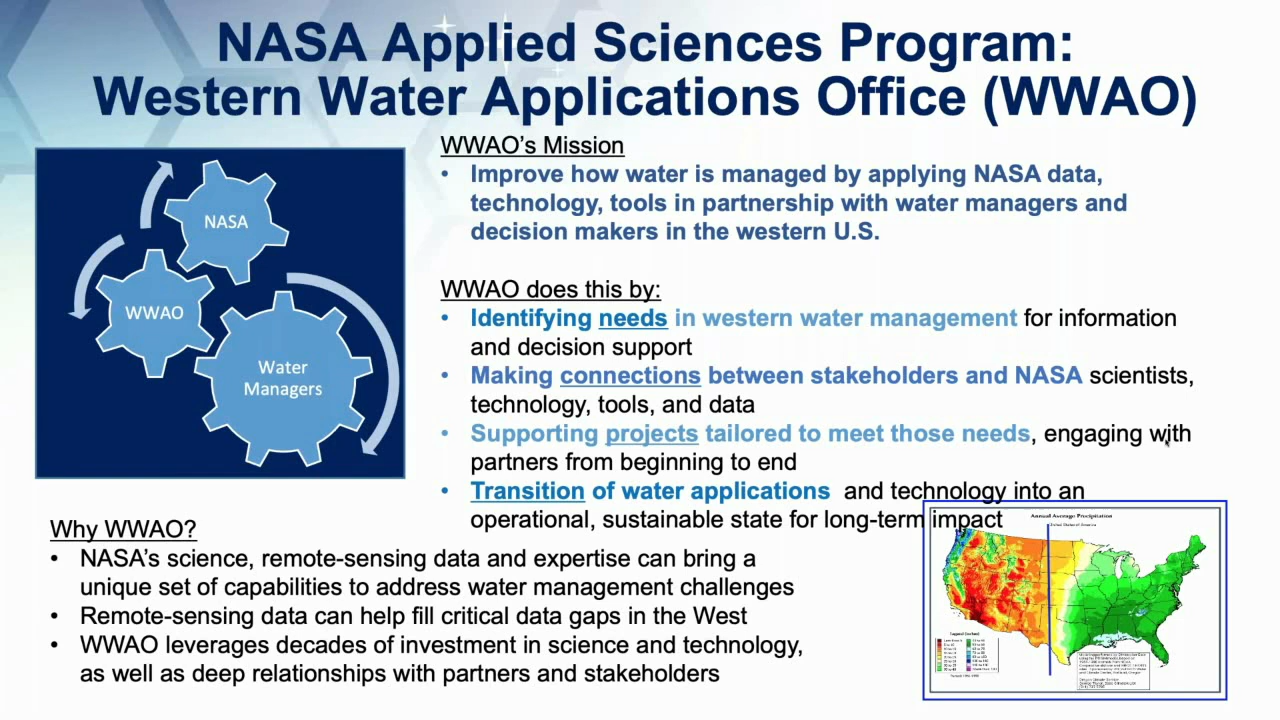 NASA Applied Sciences Program:
Western Water Applications Office (WWAO)
NASA
WWAO
Water
Managers
WWAO's Mission
• Improve how water is managed by applying NASA data,
technology, tools in partnership with water managers and
decision makers in the western U.S.
WWAO does this by:
• Identifying needs in western water management for information
and decision support
• Making connections between stakeholders and NASA scientists,
technology, tools, and data
• Supporting projects tailored to meet those needs, engaging with
partners from beginning to end
• Transition of water applications and technology into an
operational, sustainable state for long-term impact
Why WWAO?
• NASA's science, remote-sensing data and expertise can bring a
unique set of capabilities to address water management challenges
• Remote-sensing data can help fill critical data gaps in the West
• WWAO leverages decades of investment in science and technology,
as well as deep relationships with partners and stakeholders
Annual Average Precipitation
United States of America